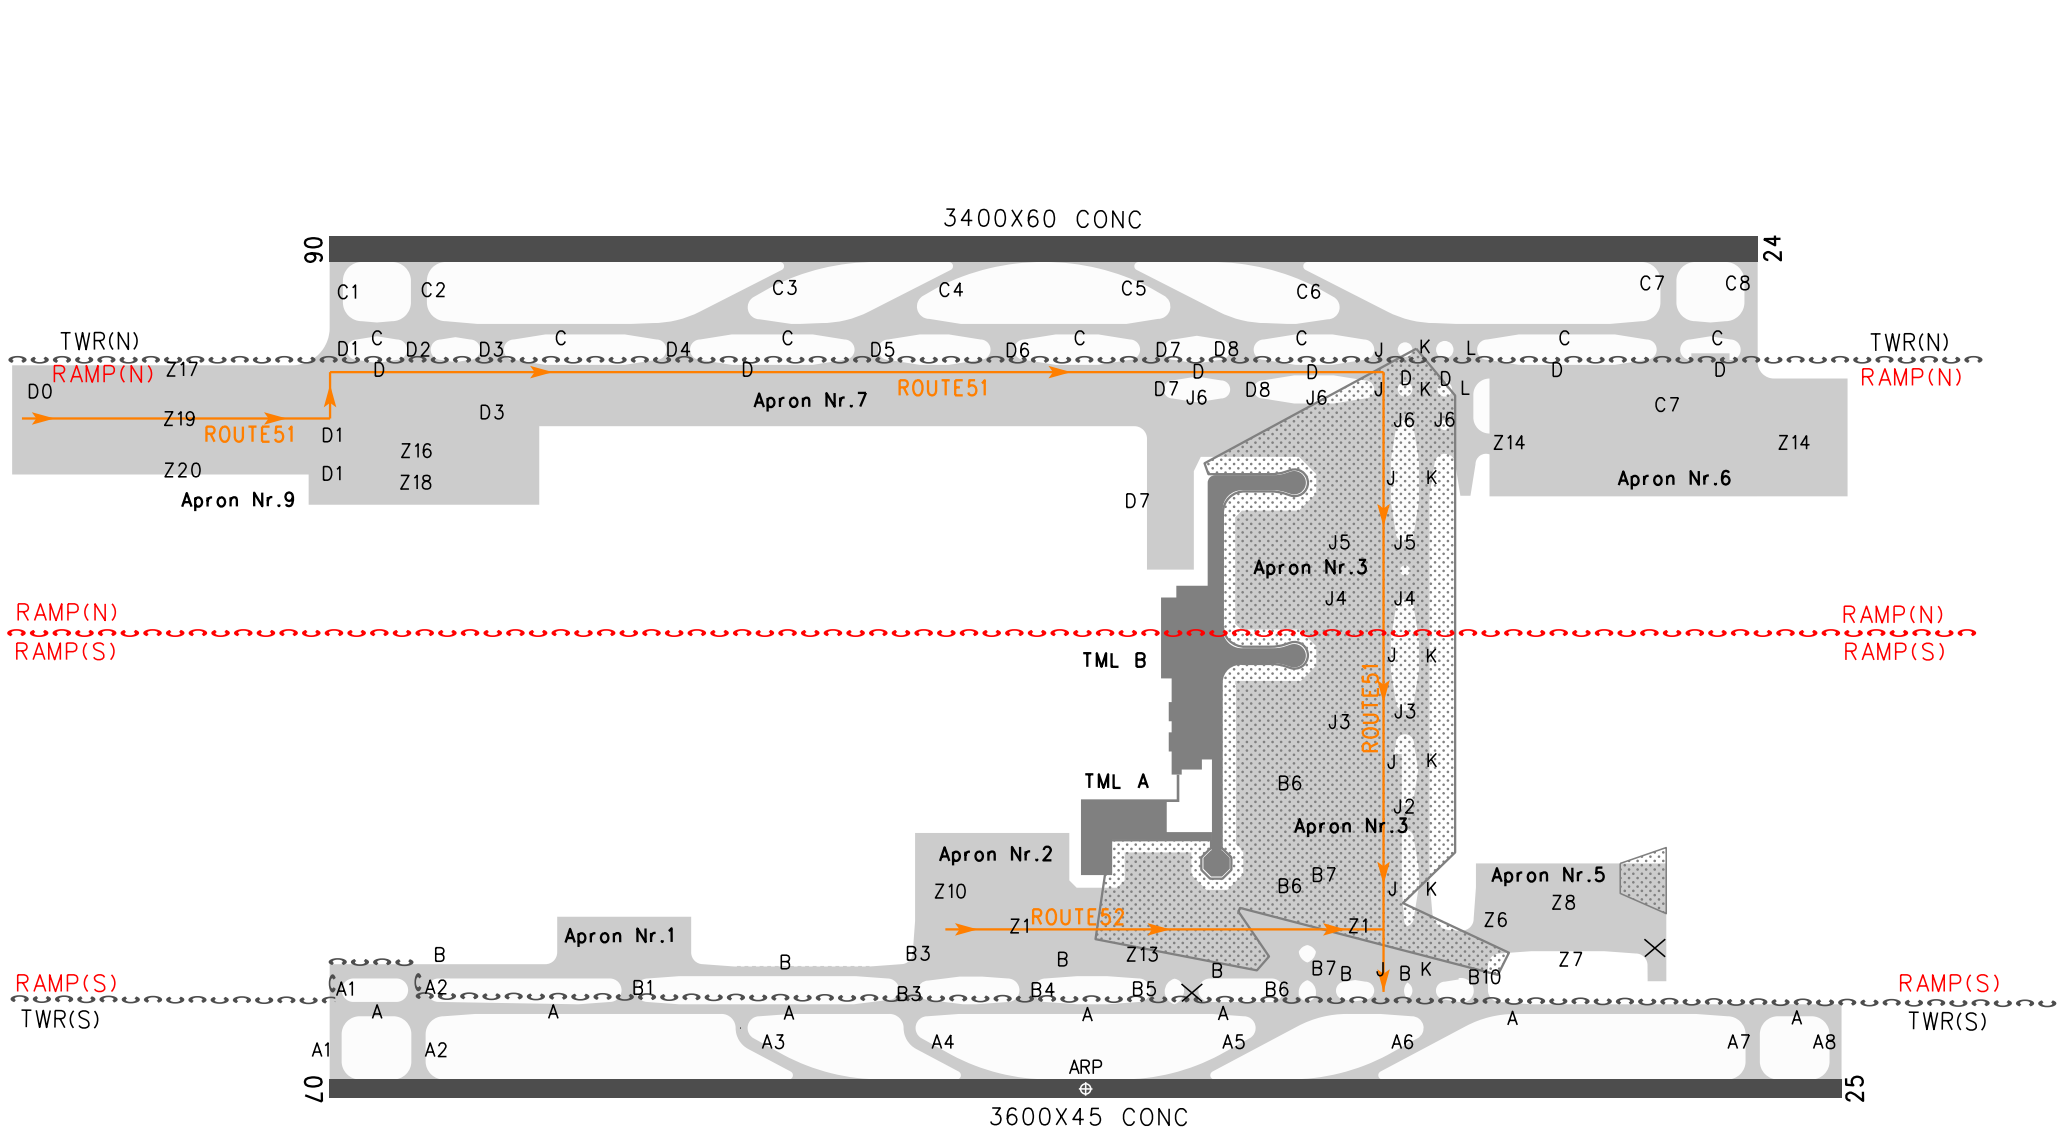 3400X60 CONC
06
24
C1
C2
C3
C4
C5
C6
C7
C8
TWR(N)
TWR(N)
C
C
C
C
C
C
C
D1
D2
D3
D4
D5
D6
D7
D8
J
K
L
RAMP(N)
Z17
D
D
D
D
D
D
D
D
RAMP(N)
D0
ROUTE51
D7
J6
D8
J6
J
K
L
Apron Nr.7
C7
Z19
D3
J6
J6
ROUTE51
D1
Z16
Z14
Z14
Z20
D1
Z18
J
K
Apron Nr.6
Apron Nr.9
D7
J5
J5
Apron Nr.3
J4
J4
RAMP(N)
RAMP(N)
RAMP(S)
RAMP(S)
TML B
J
K
ROUTE51
J3
J3
J
K
TML A
B6
J2
Apron Nr.3
Apron Nr.2
Z10
B6
B7
J
K
Apron Nr.5
Z8
ROUTE52
Z1
Z1
Z6
Apron Nr.1
B
B
B3
B
Z13
B
B7
B
J
B
K
B10
Z7
RAMP(S)
RAMP(S)
A1
A2
B1
B3
B4
B5
B6
TWR(S)
TWR(S)
A
A
A
A
A
A
A
A1
A2
A3
A4
A5
A6
A7
A8
ARP
07
25
3600X45 CONC